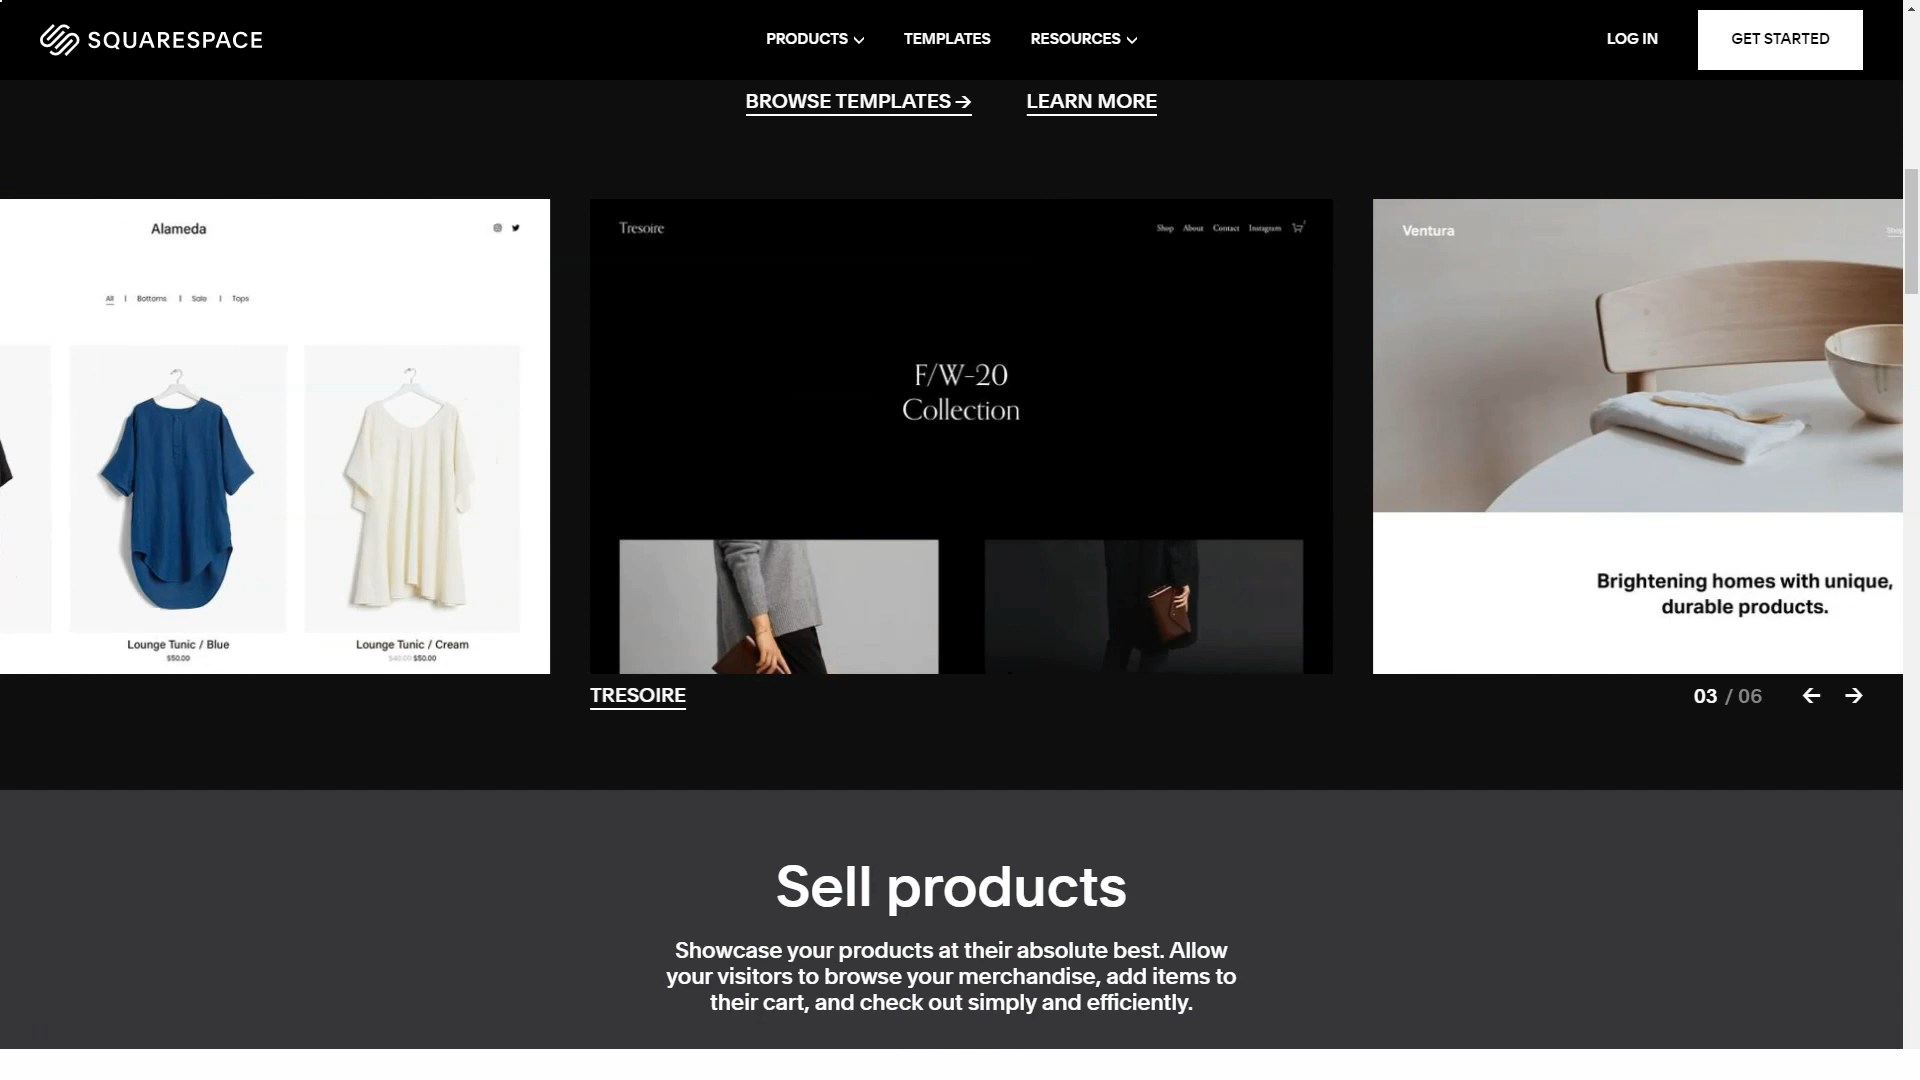 SQUARESPACE
PRODUCTS
TEMPLATES
RESOURCES
LOG IN
GET STARTED
BROWSE TEMPLATES →
LEARN MORE
Alameda
All | Bottoms | Sale | Tops
Lounge Tunic / Blue
$50.00
Lounge Tunic / Cream
$40.00 $50.00
Tresoire
Shop About Contact Instagram
F/W-20
Collection
Ventura
Shop
Brightening homes with unique,
durable products.
TRESOIRE
03 / 06 ← →
Sell products
Showcase your products at their absolute best. Allow
your visitors to browse your merchandise, add items to
their cart, and check out simply and efficiently.